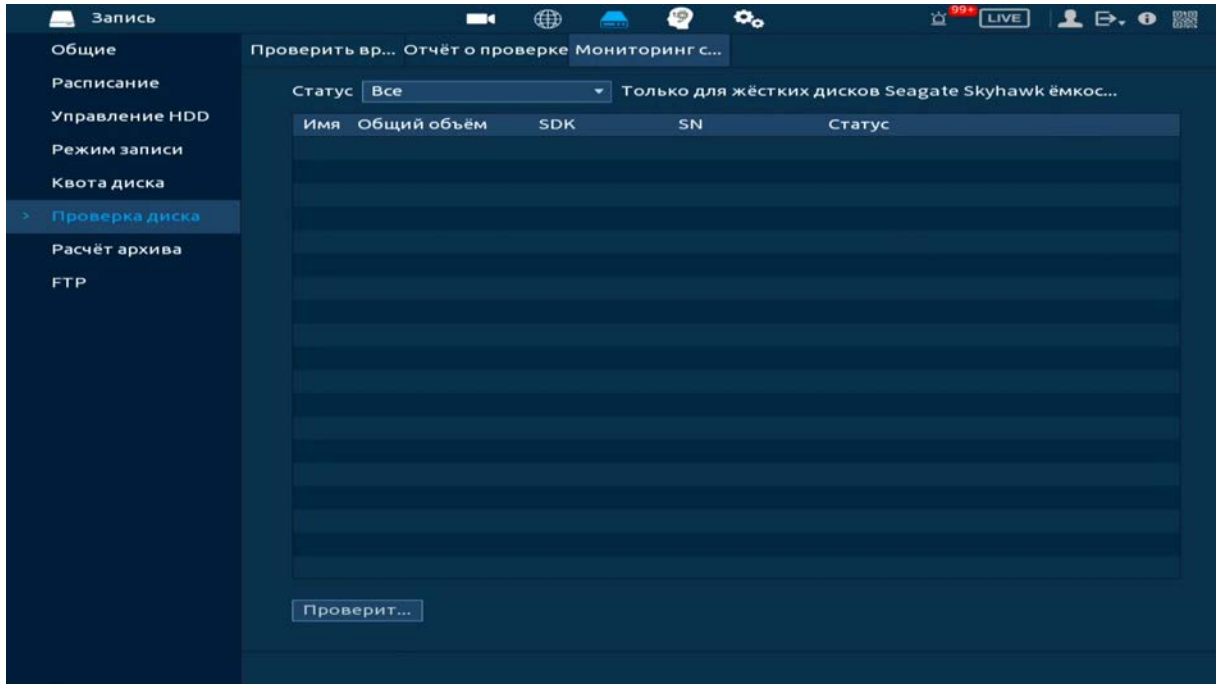 Запись 99+ LIVE
Общие
Расписание
Управление HDD
Режим записи
Квота диска
> Проверка диска
Расчёт архива
FTP
Проверить вр... Отчёт о проверке Мониторинг с...
Статус Все Только для жёстких дисков Seagate Skyhawk ёмкос...
Имя Общий объём SDK SN Статус
Проверит...